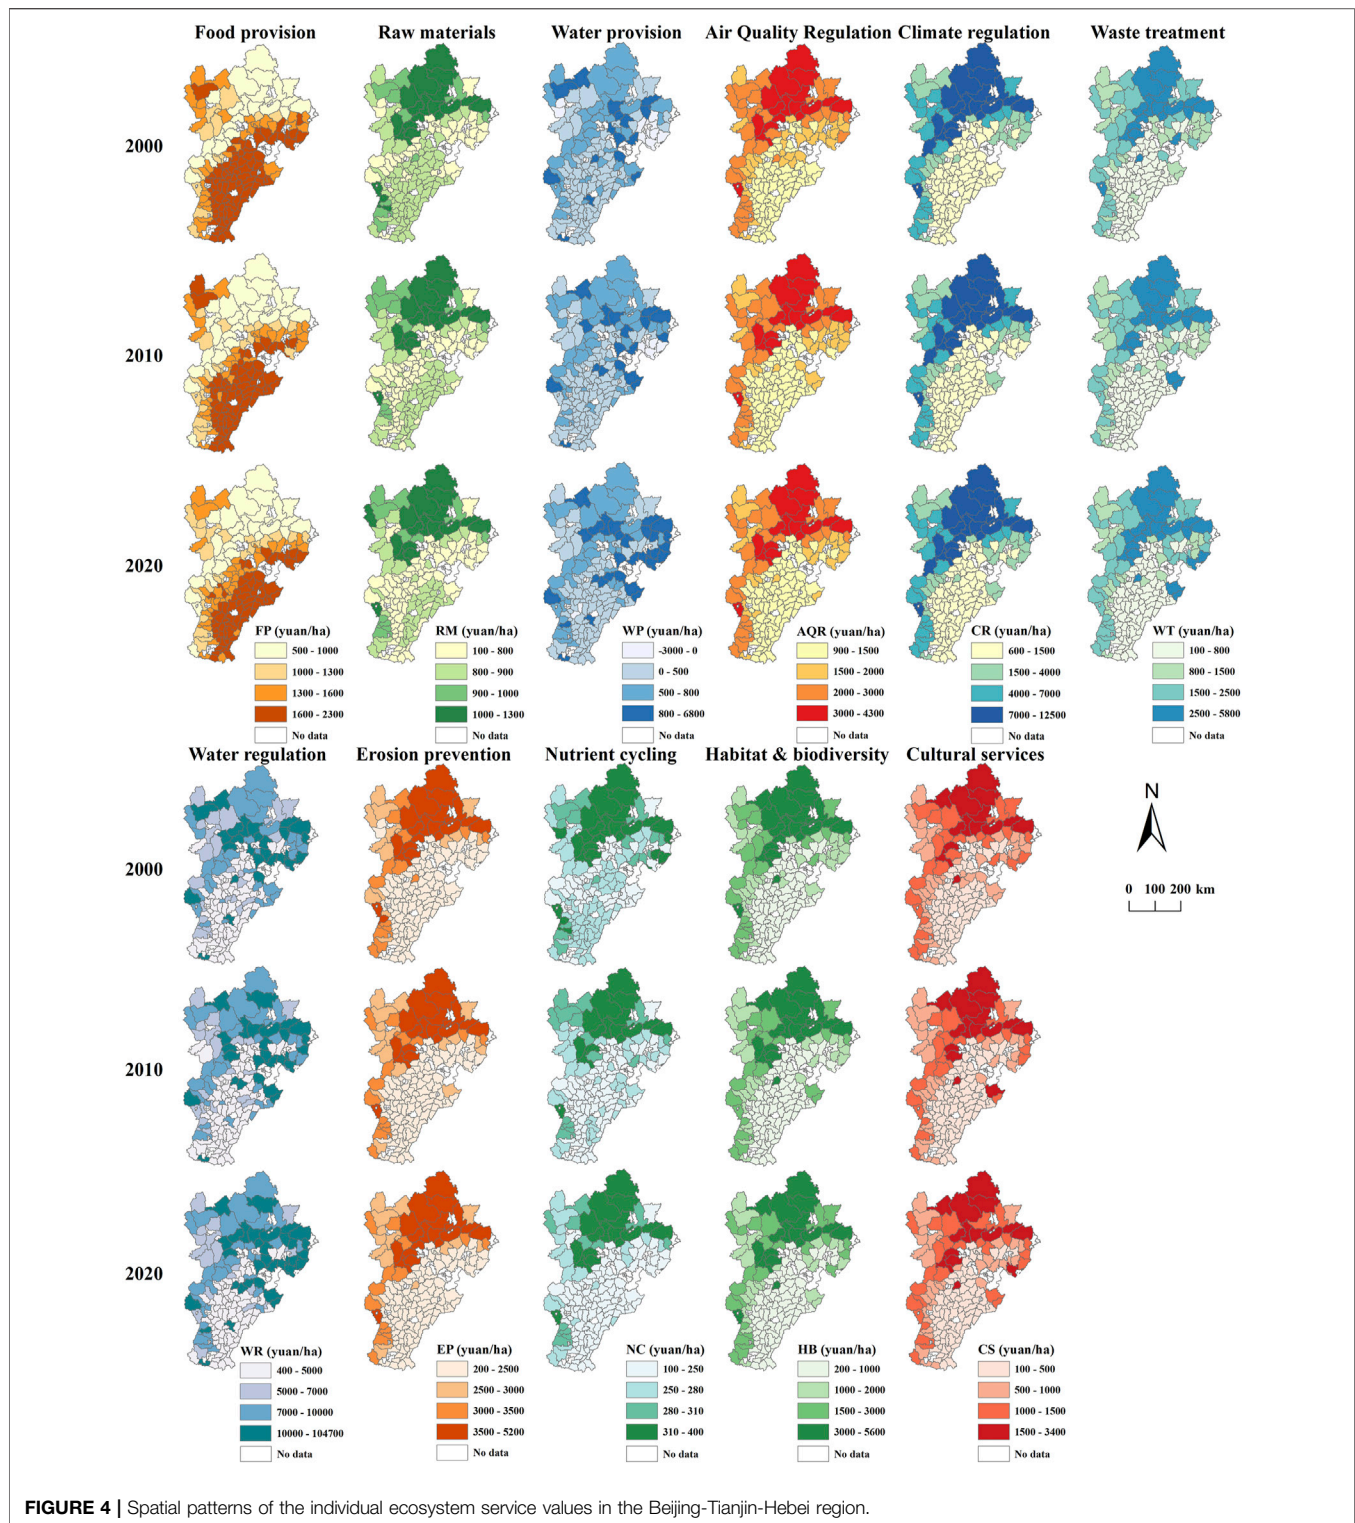 Food provision
Raw materials
Water provision
Air Quality Regulation
Climate regulation
Waste treatment
2000
2010
2020
FP (yuan/ha)
500 - 1000
1000 - 1300
1300 - 1600
1600 - 2300
No data
RM (yuan/ha)
100 - 800
800 - 900
900 - 1000
1000 - 1300
No data
WP (yuan/ha)
-3000 - 0
0 - 500
500 - 800
800 - 6800
No data
AQR (yuan/ha)
900 - 1500
1500 - 2000
2000 - 3000
3000 - 4300
No data
CR (yuan/ha)
600 - 1500
1500 - 4000
4000 - 7000
7000 - 12500
No data
WT (yuan/ha)
100 - 800
800 - 1500
1500 - 2500
2500 - 5800
No data
Water regulation
Erosion prevention
Nutrient cycling
Habitat & biodiversity
Cultural services
N
0 100 200 km
2000
2010
2020
WR (yuan/ha)
400 - 5000
5000 - 7000
7000 - 10000
10000 - 104700
No data
EP (yuan/ha)
200 - 2500
2500 - 3000
3000 - 3500
3500 - 5200
No data
NC (yuan/ha)
100 - 250
250 - 280
280 - 310
310 - 400
No data
HB (yuan/ha)
200 - 1000
1000 - 2000
1500 - 3000
3000 - 5600
No data
CS (yuan/ha)
100 - 500
500 - 1000
1000 - 1500
1500 - 3400
No data
FIGURE 4 | Spatial patterns of the individual ecosystem service values in the Beijing-Tianjin-Hebei region.